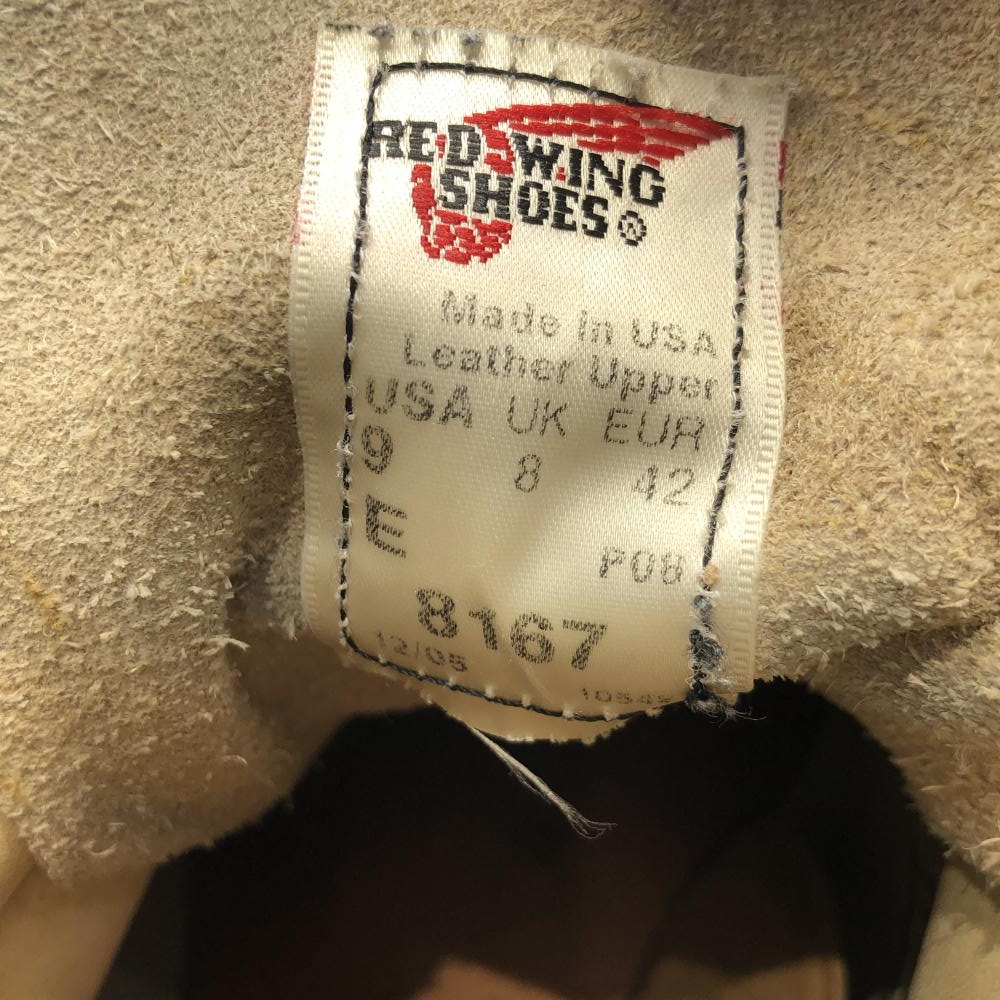 RED WING
SHOES®
Made in USA
Leather Upper
USA UK EUR
9 8 42
E
P08
8167
12/05